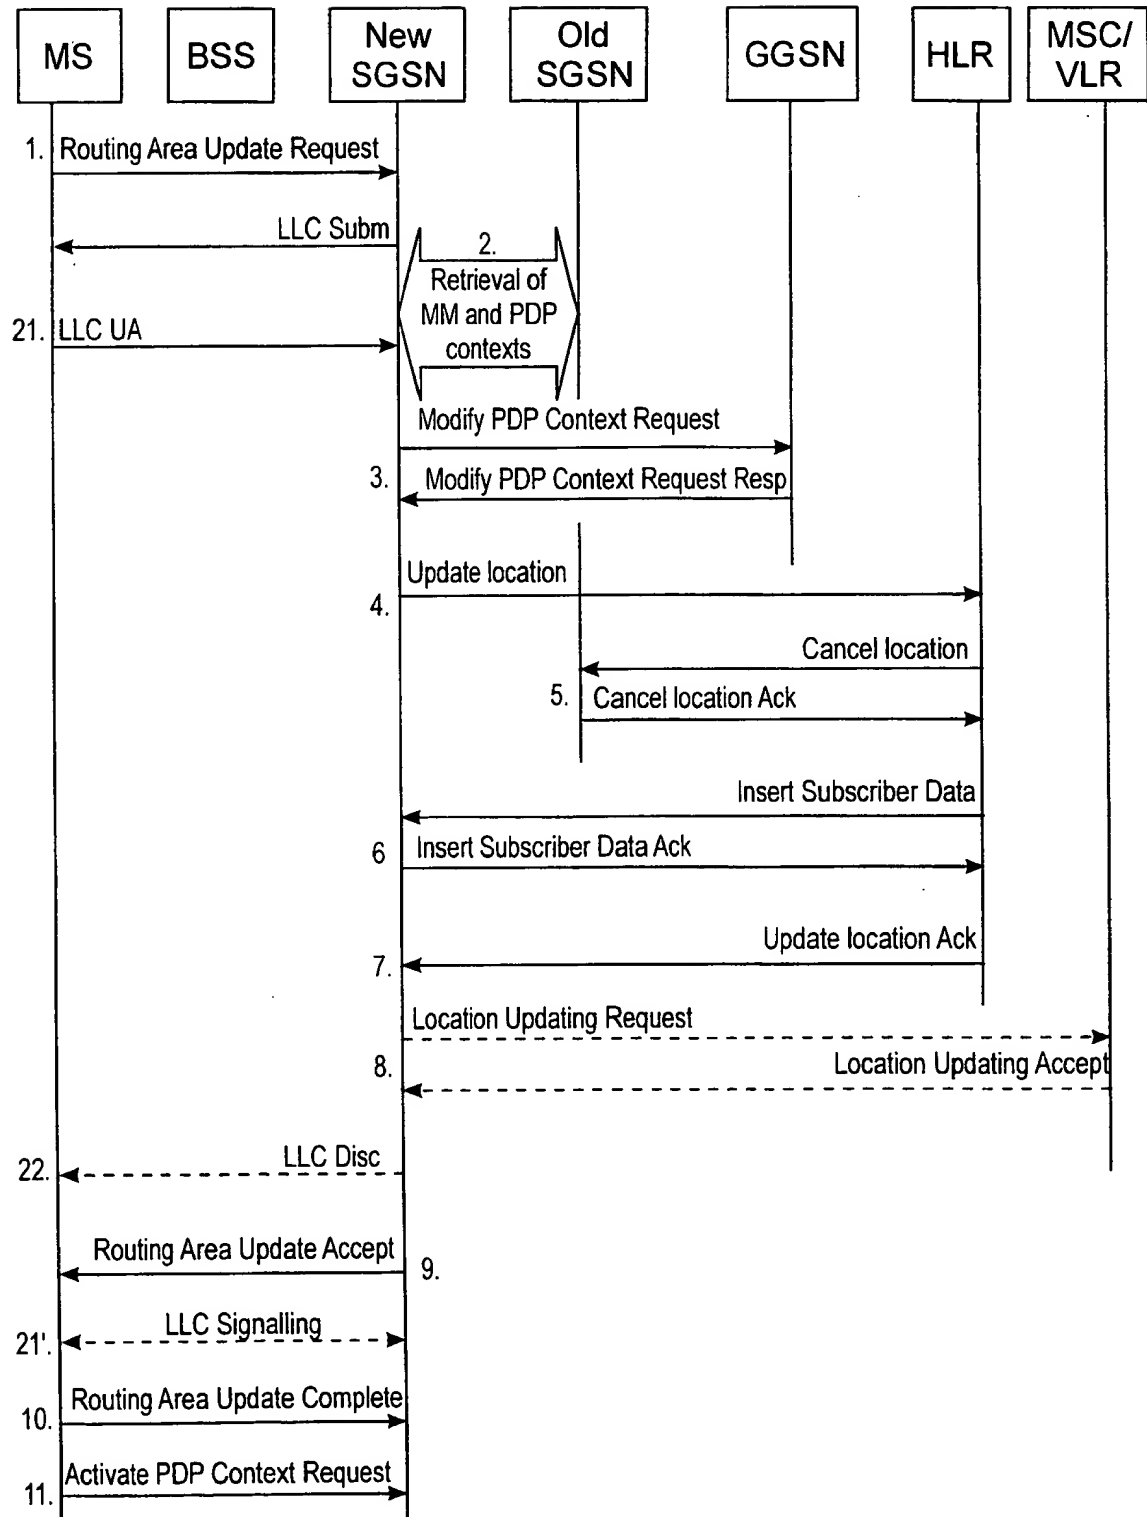 MS
BSS
New
SGSN
Old
SGSN
GGSN
HLR
MSC/
VLR
1. Routing Area Update Request
LLC Subm
2.
Retrieval of
MM and PDP
contexts
21. LLC UA
Modify PDP Context Request
3. Modify PDP Context Request Resp
Update location
4.
Cancel location
5. Cancel location Ack
Insert Subscriber Data
6 Insert Subscriber Data Ack
Update location Ack
7.
Location Updating Request
8. Location Updating Accept
22. LLC Disc
Routing Area Update Accept
9.
LLC Signalling
21'.
Routing Area Update Complete
10.
Activate PDP Context Request
11.